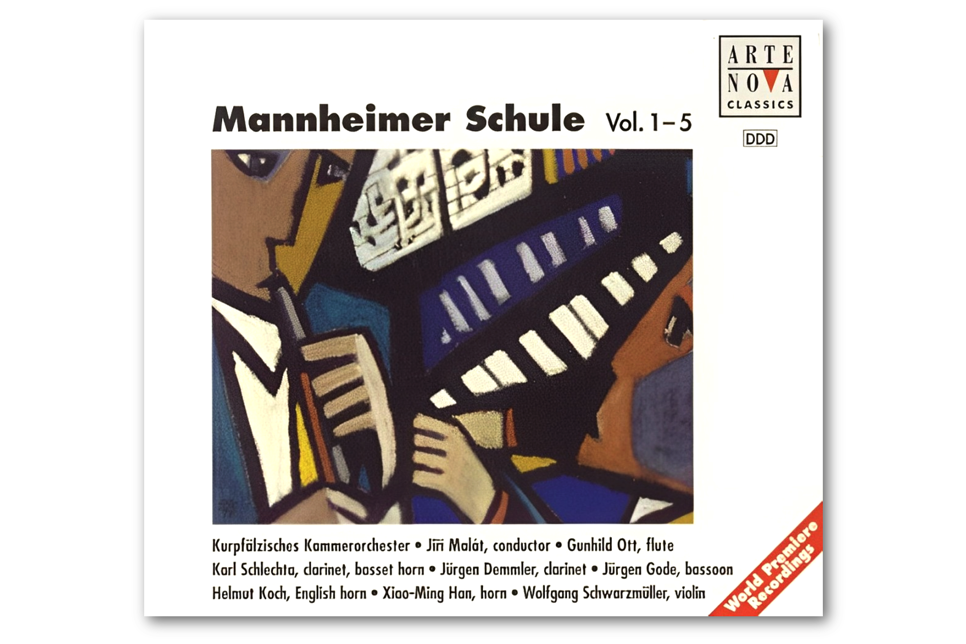 ARTE
NOVA
CLASSICS
DDD
Mannheimer Schule Vol. 1–5
Kurpfälzisches Kammerorchester • Jiří Malát, conductor • Gunhild Ott, flute
Karl Schlechta, clarinet, basset horn • Jürgen Demmler, clarinet • Jürgen Gode, bassoon
Helmut Koch, English horn • Xiao-Ming Han, horn • Wolfgang Schwarzmüller, violin
World Premiere
Recordings